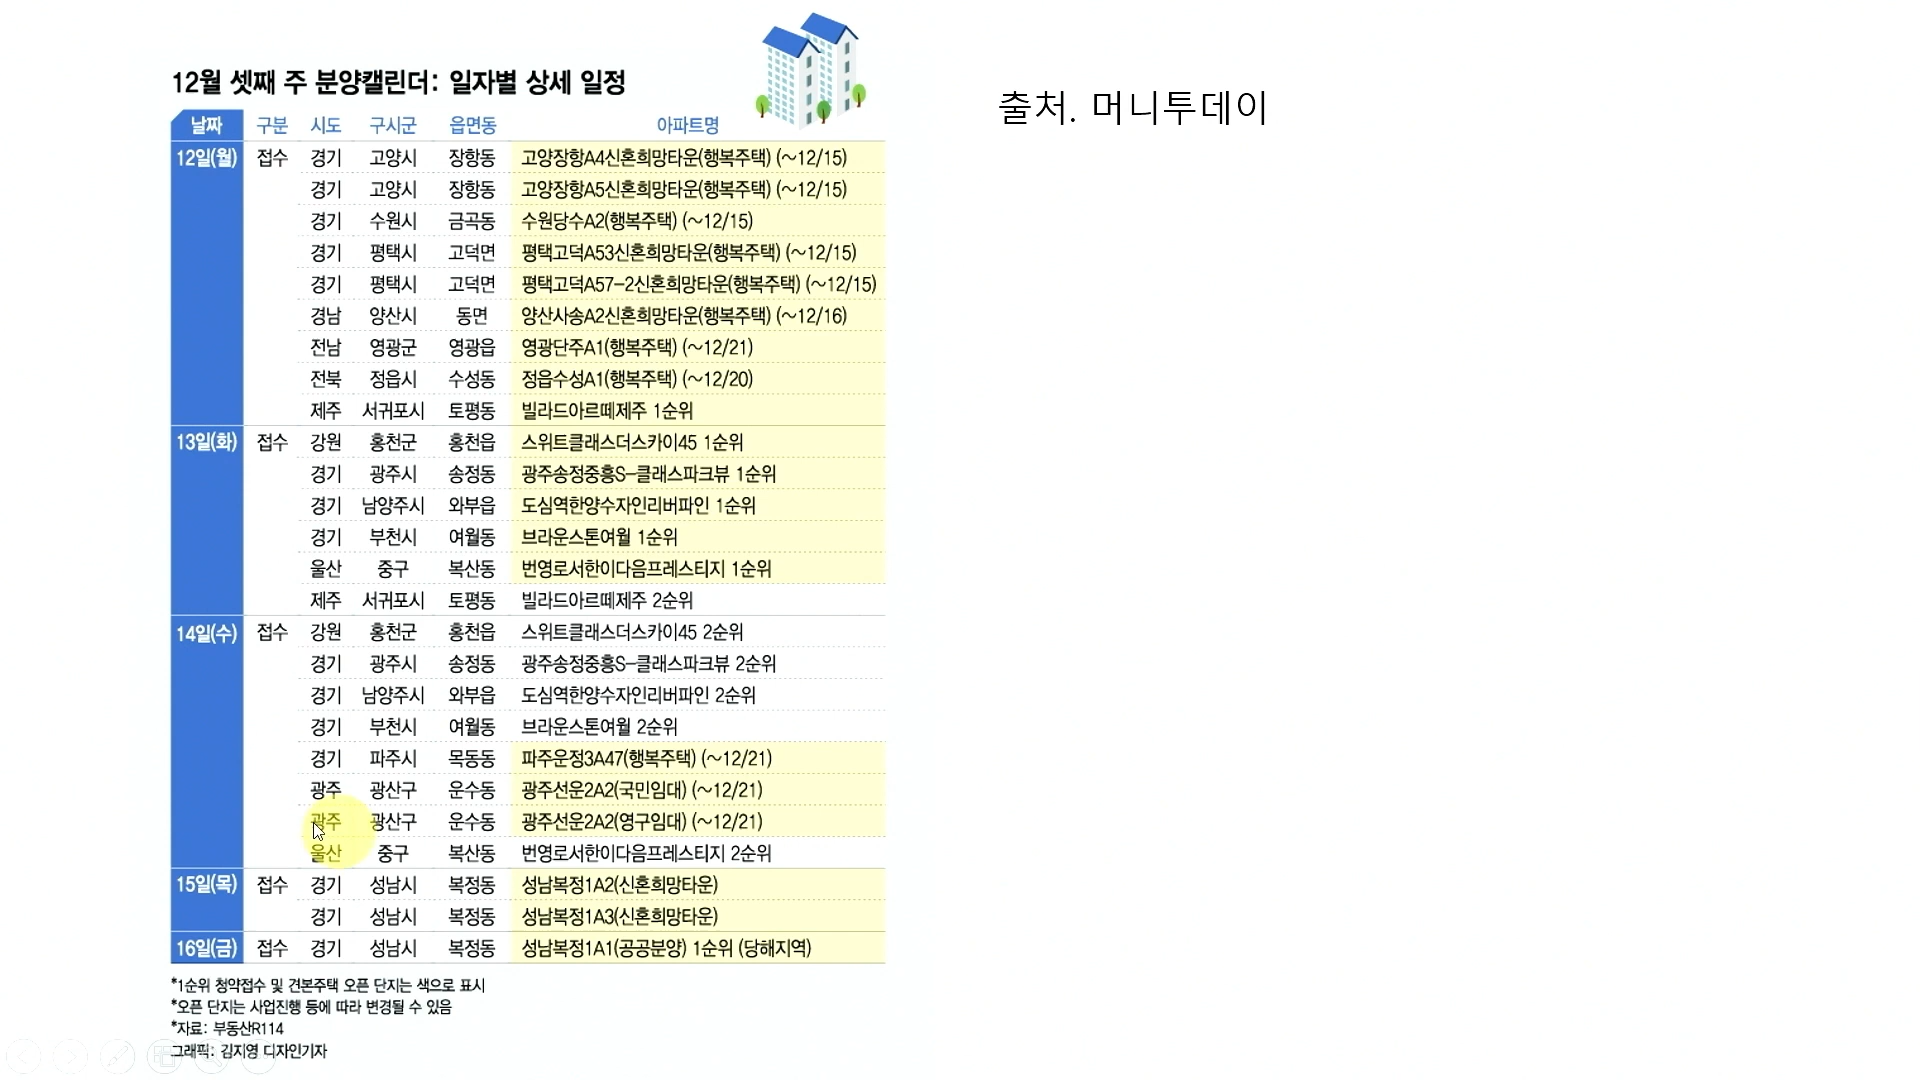 12월 셋째 주 분양캘린더: 일자별 상세 일정
출처. 머니투데이
날짜 구분 시도 구시군 읍면동 아파트명
12일(월) 접수 경기 고양시 장항동 고양장항A4신혼희망타운(행복주택) (~12/15)
경기 고양시 장항동 고양장항A5신혼희망타운(행복주택) (~12/15)
경기 수원시 금곡동 수원당수A2(행복주택) (~12/15)
경기 평택시 고덕면 평택고덕A53신혼희망타운(행복주택) (~12/15)
경기 평택시 고덕면 평택고덕A57-2신혼희망타운(행복주택) (~12/15)
경남 양산시 동면 양산사송A2신혼희망타운(행복주택) (~12/16)
전남 영광군 영광읍 영광단주A1(행복주택) (~12/21)
전북 정읍시 수성동 정읍수성A1(행복주택) (~12/20)
제주 서귀포시 토평동 빌라드아르떼제주 1순위
13일(화) 접수 강원 홍천군 홍천읍 스위트클래스더스카이45 1순위
경기 광주시 송정동 광주송정중흥S-클래스파크뷰 1순위
경기 남양주시 와부읍 도심역한양수자인리버파인 1순위
경기 부천시 여월동 브라운스톤여월 1순위
울산 중구 복산동 번영로서한이다음프레스티지 1순위
제주 서귀포시 토평동 빌라드아르떼제주 2순위
14일(수) 접수 강원 홍천군 홍천읍 스위트클래스더스카이45 2순위
경기 광주시 송정동 광주송정중흥S-클래스파크뷰 2순위
경기 남양주시 와부읍 도심역한양수자인리버파인 2순위
경기 부천시 여월동 브라운스톤여월 2순위
경기 파주시 목동동 파주운정3A47(행복주택) (~12/21)
광주 광산구 운수동 광주선운2A2(국민임대) (~12/21)
광주 광산구 운수동 광주선운2A2(영구임대) (~12/21)
울산 중구 복산동 번영로서한이다음프레스티지 2순위
15일(목) 접수 경기 성남시 복정동 성남복정1A2(신혼희망타운)
경기 성남시 복정동 성남복정1A3(신혼희망타운)
16일(금) 접수 경기 성남시 복정동 성남복정1A1(공공분양) 1순위 (당해지역)
*1순위 청약접수 및 견본주택 오픈 단지는 색으로 표시
*오픈 단지는 사업진행 등에 따라 변경될 수 있음
*자료: 부동산R114
그래픽: 김지영 디자인기자